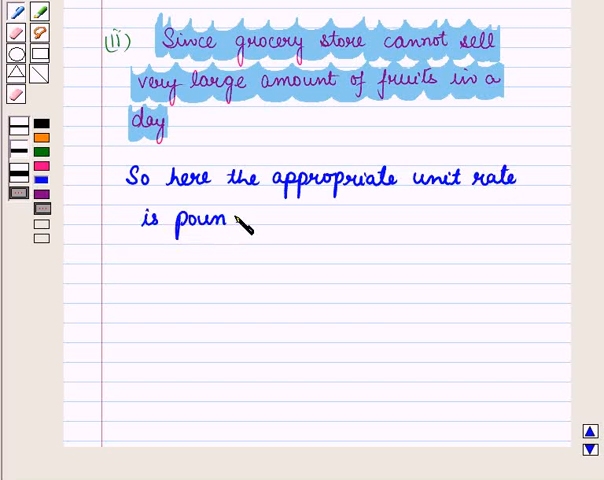 (ii) Since grocery store cannot sell
very large amount of fruits in a
day
So here the appropriate unit rate
is poun